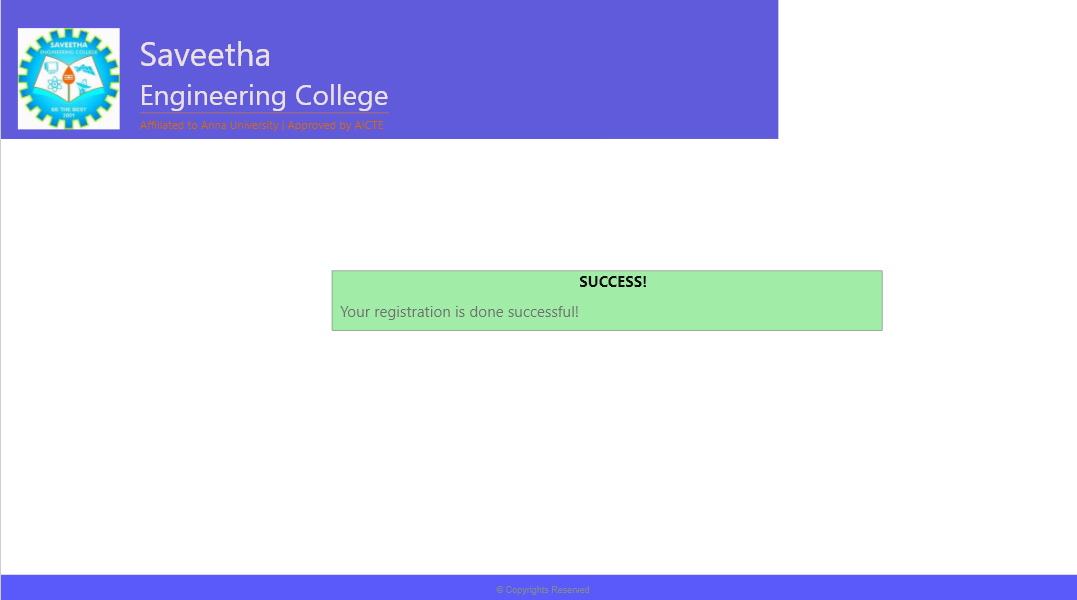 SAVEETHA
ENGINEERING COLLEGE
BE THE BEST
2001
Saveetha
Engineering College
Affiliated to Anna University | Approved by AICTE
SUCCESS!
Your registration is done successful!
© Copyrights Reserved